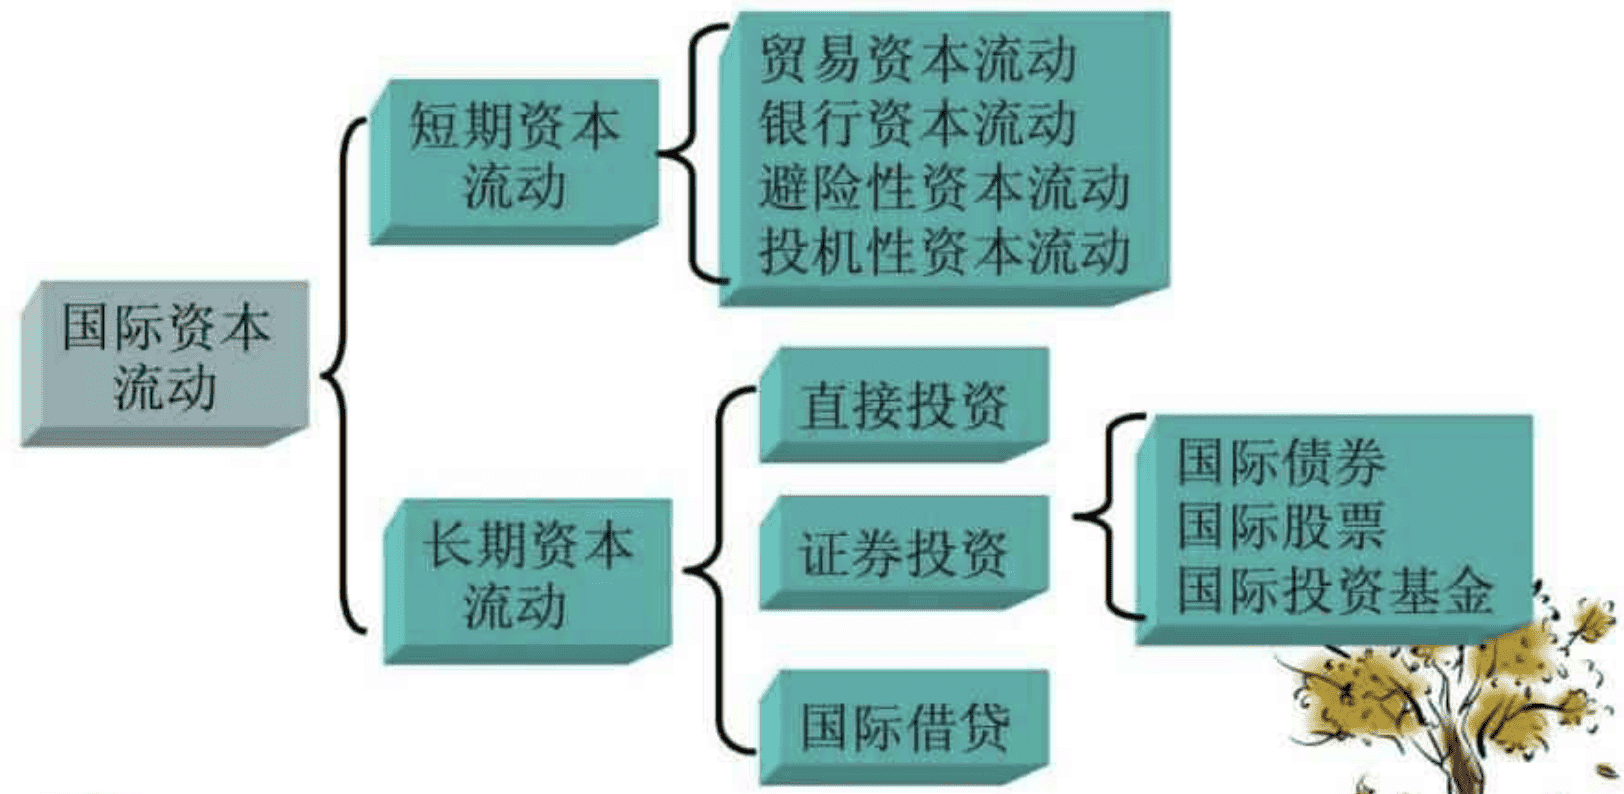 国际资本
流动
短期资本
流动
贸易资本流动
银行资本流动
避险性资本流动
投机性资本流动
长期资本
流动
直接投资
证券投资
国际借贷
国际债券
国际股票
国际投资基金